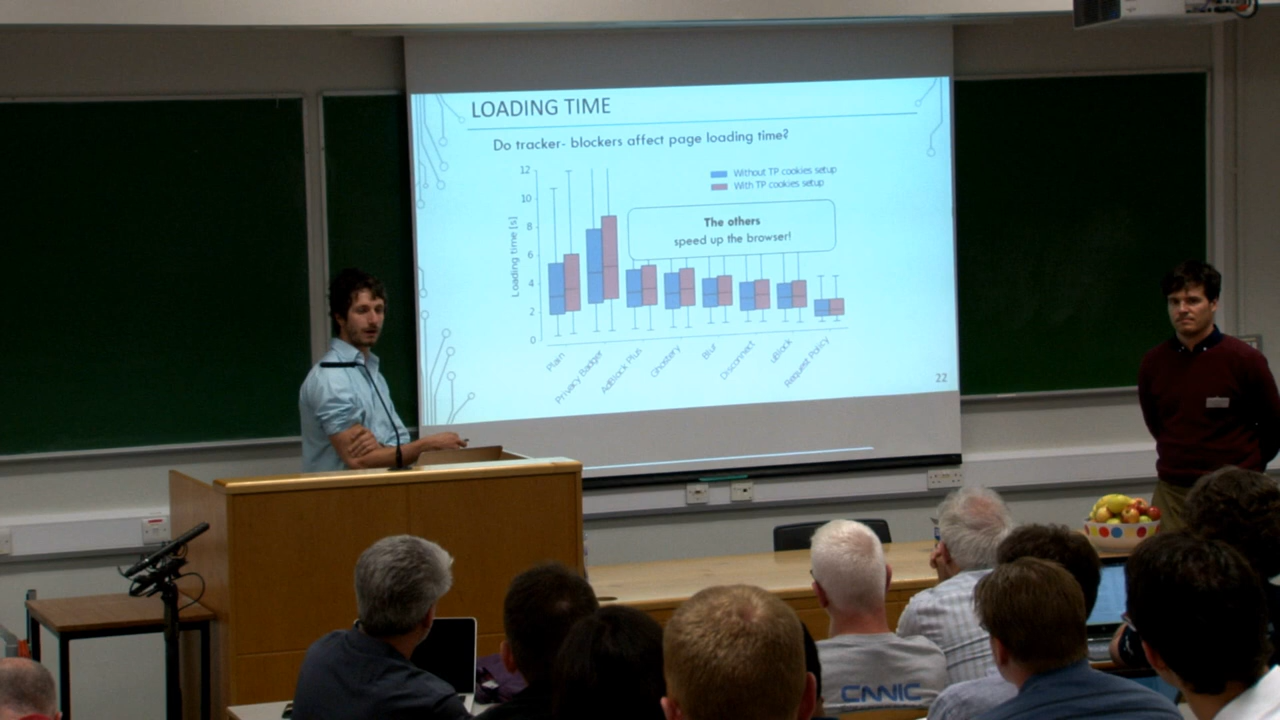 LOADING TIME
Do tracker- blockers affect page loading time?
Without TP cookies setup
With TP cookies setup
The others
speed up the browser!
Loading time [s]
12
10
8
6
4
2
0
Plain
Privacy Badger
AdBlock Plus
Ghostery
Blur
Disconnect
uBlock
Request Policy
22
CNNIC